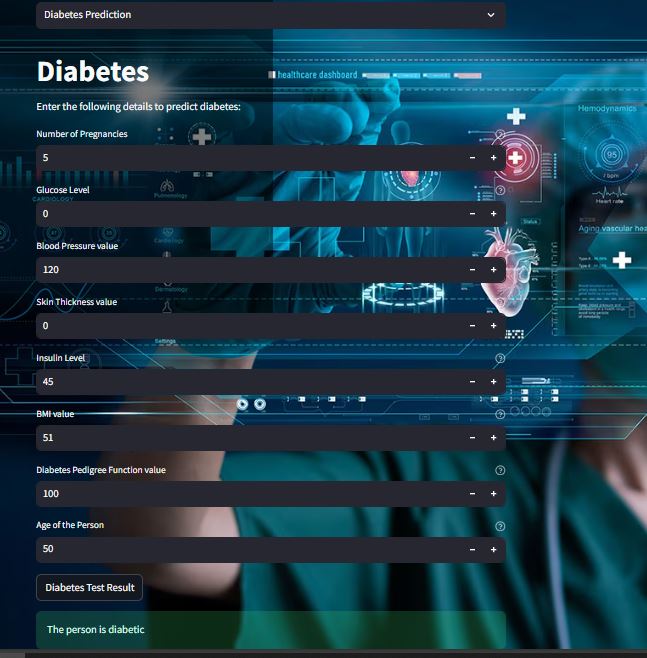 Diabetes Prediction
Diabetes
healthcare dashboard
Enter the following details to predict diabetes:
Hemodynamics
Number of Pregnancies
5
95
/ bpm
Heart rate
Glucose Level
CARDIOLOGY
0
Status
Aging vascular hea
Blood Pressure value
120
Skin Thickness value
0
Settings
Insulin Level
45
BMI value
51
Diabetes Pedigree Function value
100
Age of the Person
50
Diabetes Test Result
The person is diabetic